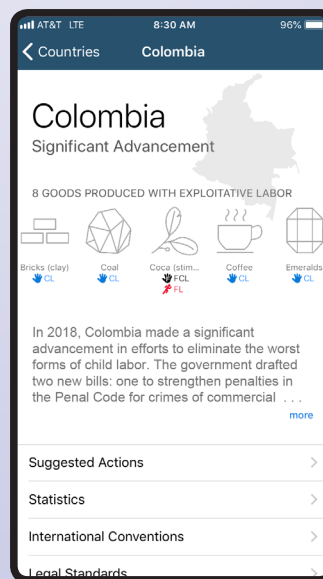 AT&T LTE 8:30 AM 96%
Countries Colombia
Colombia
Significant Advancement
8 GOODS PRODUCED WITH EXPLOITATIVE LABOR
Bricks (clay) Coal Coca (stim... Coffee Emeralds
CL CL FCL CL CL
FL
In 2018, Colombia made a significant
advancement in efforts to eliminate the worst
forms of child labor. The government drafted
two new bills: one to strengthen penalties in
the Penal Code for crimes of commercial . . .
more
Suggested Actions
Statistics
International Conventions
Legal Standards